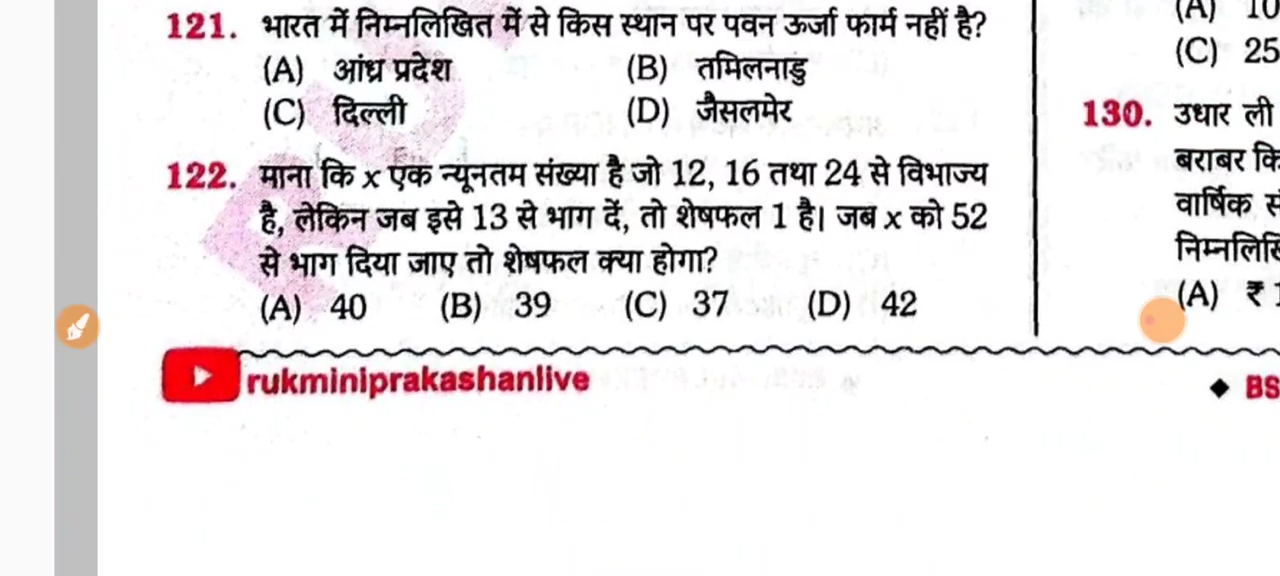 121. भारत में निम्नलिखित में से किस स्थान पर पवन ऊर्जा फार्म नहीं है?
(A) आंध्र प्रदेश (B) तमिलनाडु
(C) दिल्ली (D) जैसलमेर
122. माना कि x एक न्यूनतम संख्या है जो 12, 16 तथा 24 से विभाज्य
है, लेकिन जब इसे 13 से भाग दें, तो शेषफल 1 है। जब x को 52
से भाग दिया जाए तो शेषफल क्या होगा?
(A) 40 (B) 39 (C) 37 (D) 42
rukminiprakashanlive
(A) 10
(C) 25
130. उधार ली
बराबर
वार्षिक
(A) ₹
◆ BS